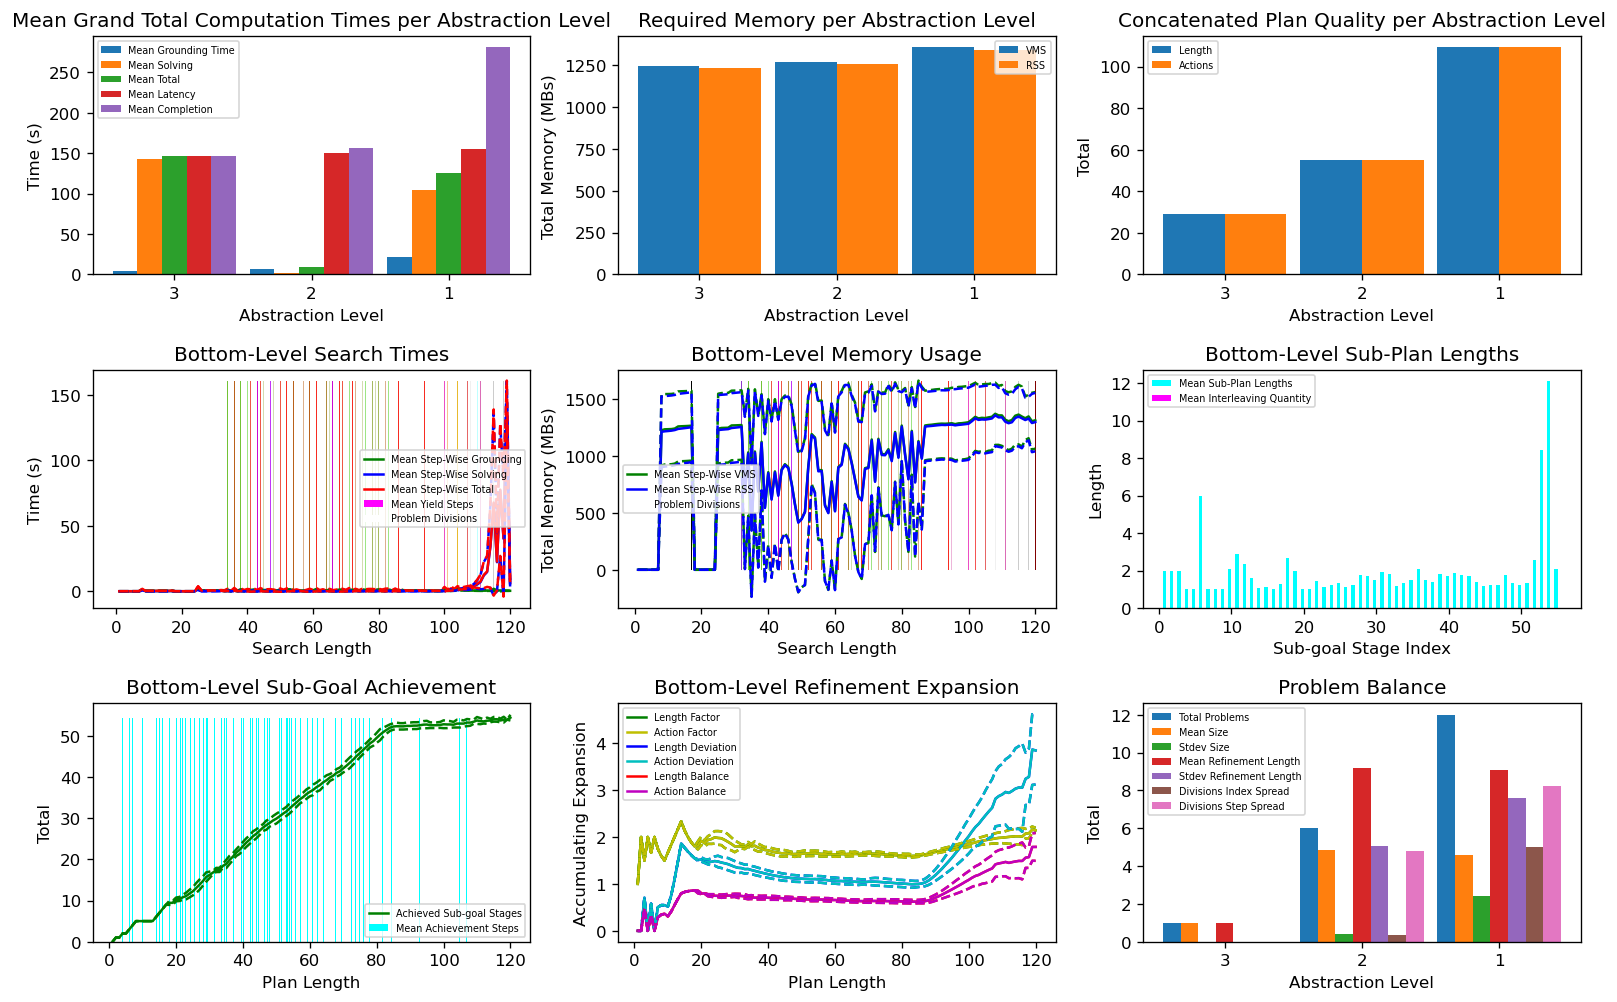 Mean Grand Total Computation Times per Abstraction Level
Time (s)
250
200
150
100
50
0
Mean Grounding Time
Mean Solving
Mean Total
Mean Latency
Mean Completion
3 2 1
Abstraction Level
Required Memory per Abstraction Level
Total Memory (MBs)
1250
1000
750
500
250
0
VMS
RSS
3 2 1
Abstraction Level
Concatenated Plan Quality per Abstraction Level
Total
100
80
60
40
20
0
Length
Actions
3 2 1
Abstraction Level
Bottom-Level Search Times
Time (s)
150
100
50
0
Mean Step-Wise Grounding
Mean Step-Wise Solving
Mean Step-Wise Total
Mean Yield Steps
Problem Divisions
0 20 40 60 80 100 120
Search Length
Bottom-Level Memory Usage
Total Memory (MBs)
1500
1000
500
0
Mean Step-Wise VMS
Mean Step-Wise RSS
Problem Divisions
0 20 40 60 80 100 120
Search Length
Bottom-Level Sub-Plan Lengths
Length
12
10
8
6
4
2
0
Mean Sub-Plan Lengths
Mean Interleaving Quantity
0 10 20 30 40 50
Sub-goal Stage Index
Bottom-Level Sub-Goal Achievement
Total
50
40
30
20
10
0
Achieved Sub-goal Stages
Mean Achievement Steps
0 20 40 60 80 100 120
Plan Length
Bottom-Level Refinement Expansion
Accumulating Expansion
4
3
2
1
0
Length Factor
Action Factor
Length Deviation
Action Deviation
Length Balance
Action Balance
0 20 40 60 80 100 120
Plan Length
Problem Balance
Total
12
10
8
6
4
2
0
Total Problems
Mean Size
Stdev Size
Mean Refinement Length
Stdev Refinement Length
Divisions Index Spread
Divisions Step Spread
3 2 1
Abstraction Level